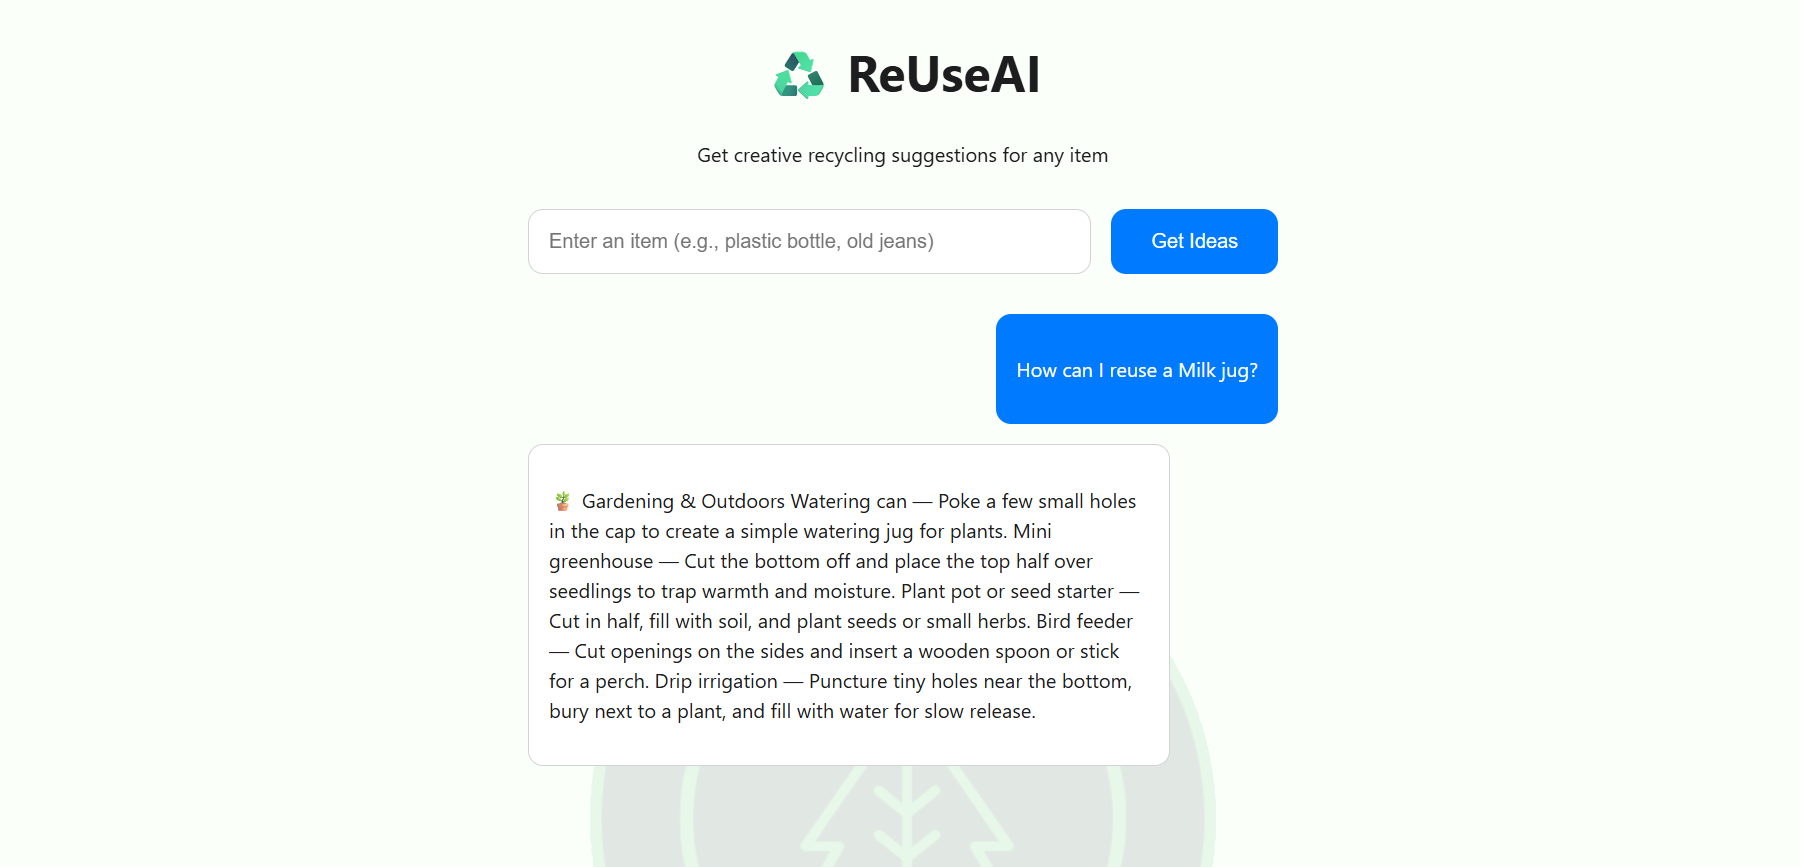 ReUseAI
Get creative recycling suggestions for any item
Enter an item (e.g., plastic bottle, old jeans)
Get Ideas
How can I reuse a Milk jug?
🪴 Gardening & Outdoors Watering can — Poke a few small holes
in the cap to create a simple watering jug for plants. Mini
greenhouse — Cut the bottom off and place the top half over
seedlings to trap warmth and moisture. Plant pot or seed starter —
Cut in half, fill with soil, and plant seeds or small herbs. Bird feeder
— Cut openings on the sides and insert a wooden spoon or stick
for a perch. Drip irrigation — Puncture tiny holes near the bottom,
bury next to a plant, and fill with water for slow release.